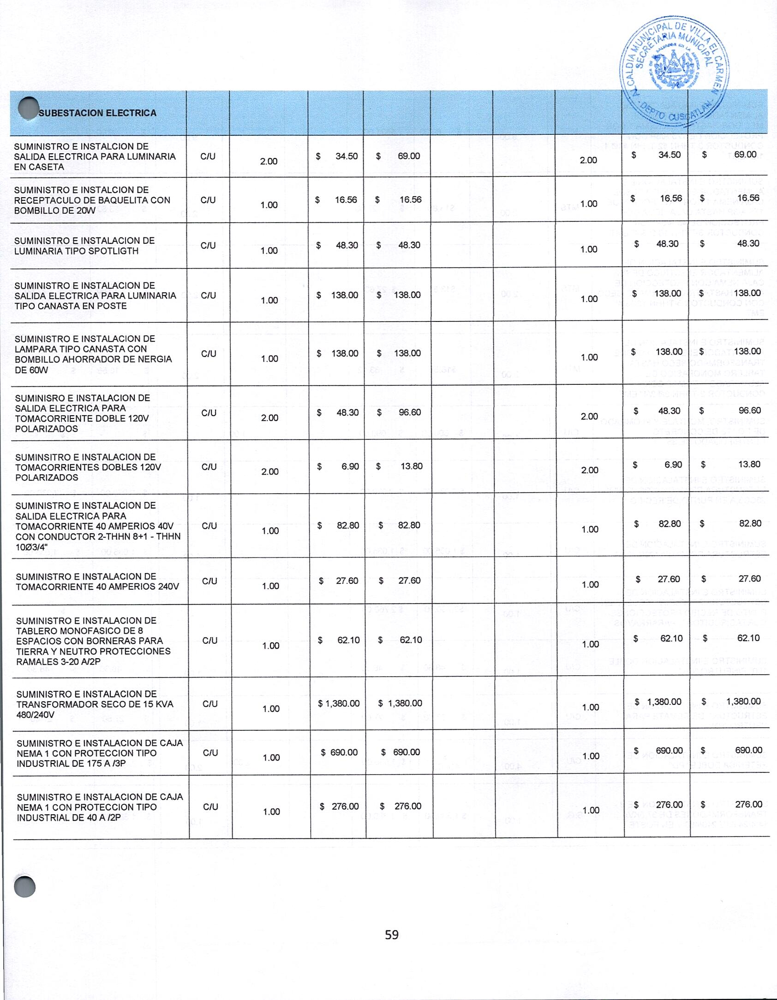 ALCALDIA MUNICIPAL DE VILLA EL CARMEN
SECRETARIA MUNICIPAL
REPUBLICA DE EL SALVADOR EN LA AMERICA CENTRAL
- DEPTO. CUSCATLAN -
SUBESTACION ELECTRICA
SUMINISTRO E INSTALCION DE
SALIDA ELECTRICA PARA LUMINARIA
EN CASETA
C/U 2.00 $ 34.50 $ 69.00 2.00 $ 34.50 $ 69.00
SUMINISTRO E INSTALCION DE
RECEPTACULO DE BAQUELITA CON
BOMBILLO DE 20W
C/U 1.00 $ 16.56 $ 16.56 1.00 $ 16.56 $ 16.56
SUMINISTRO E INSTALACION DE
LUMINARIA TIPO SPOTLIGTH
C/U 1.00 $ 48.30 $ 48.30 1.00 $ 48.30 $ 48.30
SUMINISTRO E INSTALACION DE
SALIDA ELECTRICA PARA LUMINARIA
TIPO CANASTA EN POSTE
C/U 1.00 $ 138.00 $ 138.00 1.00 $ 138.00 $ 138.00
SUMINISTRO E INSTALACION DE
LAMPARA TIPO CANASTA CON
BOMBILLO AHORRADOR DE NERGIA
DE 60W
C/U 1.00 $ 138.00 $ 138.00 1.00 $ 138.00 $ 138.00
SUMINISRO E INSTALACION DE
SALIDA ELECTRICA PARA
TOMACORRIENTE DOBLE 120V
POLARIZADOS
C/U 2.00 $ 48.30 $ 96.60 2.00 $ 48.30 $ 96.60
SUMINSITRO E INSTALACION DE
TOMACORRIENTES DOBLES 120V
POLARIZADOS
C/U 2.00 $ 6.90 $ 13.80 2.00 $ 6.90 $ 13.80
SUMINISTRO E INSTALACION DE
SALIDA ELECTRICA PARA
TOMACORRIENTE 40 AMPERIOS 40V
CON CONDUCTOR 2-THHN 8+1 - THHN
10Ø3/4"
C/U 1.00 $ 82.80 $ 82.80 1.00 $ 82.80 $ 82.80
SUMINISTRO E INSTALACION DE
TOMACORRIENTE 40 AMPERIOS 240V
C/U 1.00 $ 27.60 $ 27.60 1.00 $ 27.60 $ 27.60
SUMINISTRO E INSTALACION DE
TABLERO MONOFASICO DE 8
ESPACIOS CON BORNERAS PARA
TIERRA Y NEUTRO PROTECCIONES
RAMALES 3-20 A/2P
C/U 1.00 $ 62.10 $ 62.10 1.00 $ 62.10 $ 62.10
SUMINISTRO E INSTALACION DE
TRANSFORMADOR SECO DE 15 KVA
480/240V
C/U 1.00 $ 1,380.00 $ 1,380.00 1.00 $ 1,380.00 $ 1,380.00
SUMINISTRO E INSTALACION DE CAJA
NEMA 1 CON PROTECCION TIPO
INDUSTRIAL DE 175 A /3P
C/U 1.00 $ 690.00 $ 690.00 1.00 $ 690.00 $ 690.00
SUMINISTRO E INSTALACION DE CAJA
NEMA 1 CON PROTECCION TIPO
INDUSTRIAL DE 40 A /2P
C/U 1.00 $ 276.00 $ 276.00 1.00 $ 276.00 $ 276.00
59